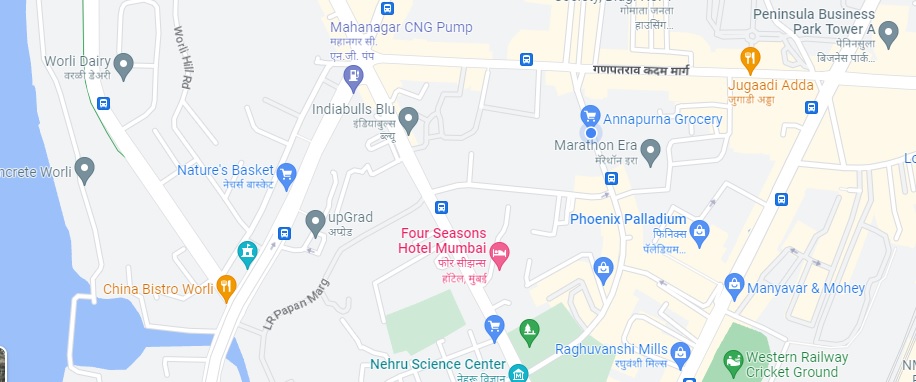 Mahanagar CNG Pump
महानगर सी.
एन.जी. पंप
गोमाता जनता
हाउसिंग...
Peninsula Business
Park Tower A
पेनिनसुला
बिजनेस पार्क...
Worli Dairy
वरळी डेअरी
Worli Hill Rd
गणपतराव कदम मार्ग
Jugaadi Adda
जुगाडी अड्डा
Indiabulls Blu
इंडियाबुल्स
ब्ल्यू
Annapurna Grocery
Marathon Era
मॅरेथॉन इरा
ncrete Worli
Nature's Basket
नेचर्स बास्केट
upGrad
अपग्रेड
Phoenix Palladium
फिनिक्स
पॅलेडियम...
Four Seasons
Hotel Mumbai
फोर सीझन्स
हॉटेल, मुंबई
China Bistro Worli
LR Papan Marg
Manyavar & Mohey
Raghuvanshi Mills
रघुवंशी मिल्स
Nehru Science Center
नेहरू विज्ञान
Western Railway
Cricket Ground